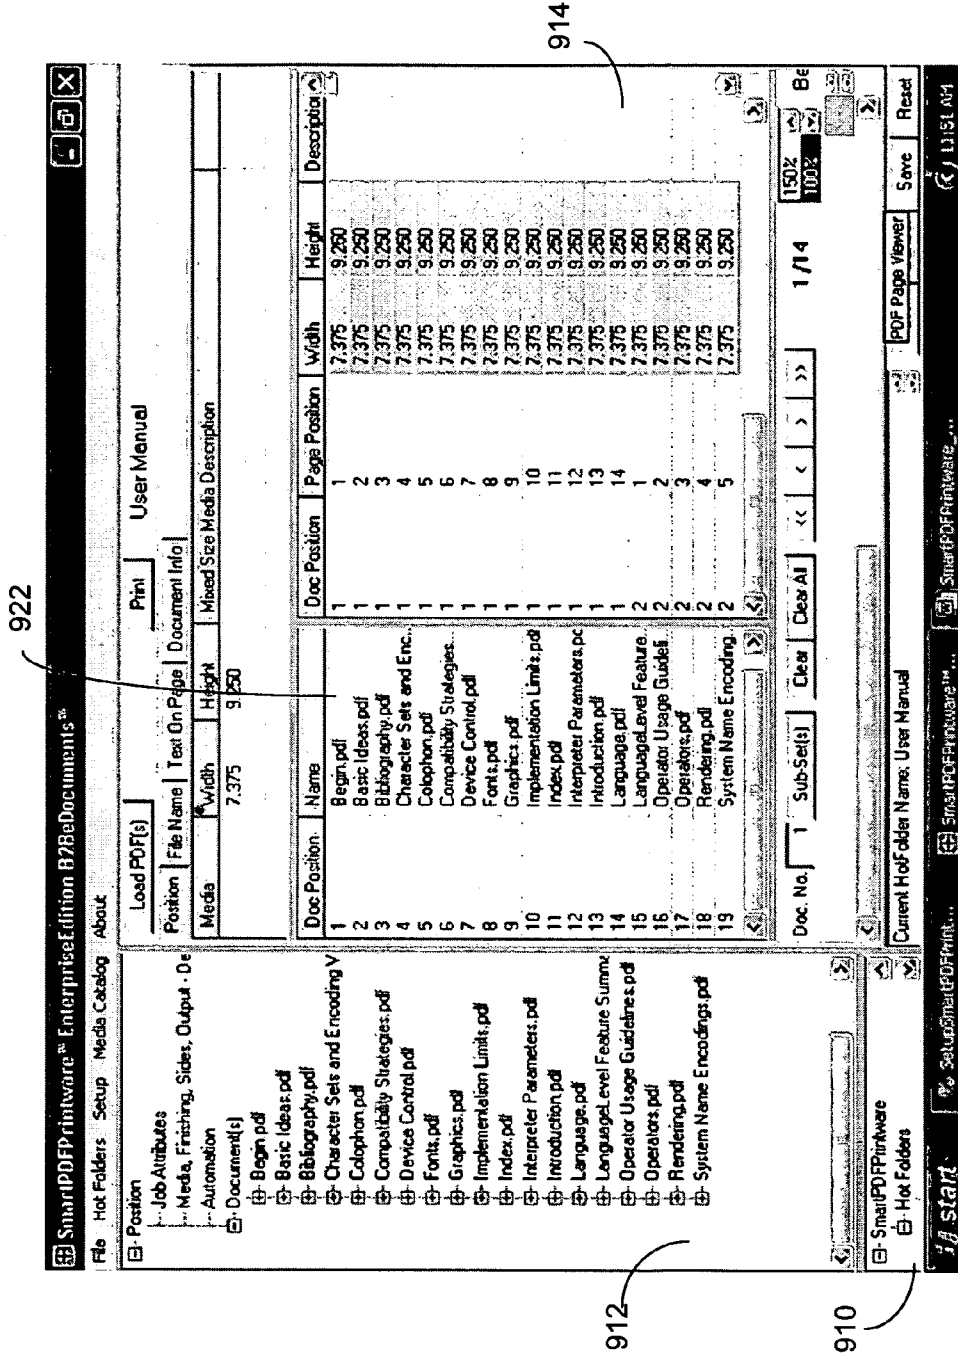 922
914
912
910
SmartPDFPrintware™ EnterpriseEdition B2BeDocuments℠
File Hot Folders Setup Media Catalog About
Position
Job Attributes
Media, Finishing, Sides, Output - De
Automation
Document(s)
Begin.pdf
Basic Ideas.pdf
Bibliography.pdf
Character Sets and Encoding V
Colophon.pdf
Compatibility Strategies.pdf
Device Control.pdf
Fonts.pdf
Graphics.pdf
Implementation Limits.pdf
Index.pdf
Interpreter Parameters.pdf
Introduction.pdf
Language.pdf
LanguageLevel Feature Summa
Operator Usage Guidelines.pdf
Operators.pdf
Rendering.pdf
System Name Encodings.pdf
SmartPDFPrintware
Hot Folders
Load PDF(s) Print User Manual
Position File Name Text On Page Document Info
Media Width Height Mixed Size Media Description
7.375 9.250
Doc Position Name
1 Begin.pdf
2 Basic Ideas.pdf
3 Bibliography.pdf
4 Character Sets and Enc...
5 Colophon.pdf
6 Compatibility Strategies...
7 Device Control.pdf
8 Fonts.pdf
9 Graphics.pdf
10 Implementation Limits.pdf
11 Index.pdf
12 Interpreter Parameters.pc
13 Introduction.pdf
14 Language.pdf
15 LanguageLevel Feature...
16 Operator Usage Guideli...
17 Operators.pdf
18 Rendering.pdf
19 System Name Encoding...
Doc Position Page Position Width Height Description
1 1 7.375 9.250
1 2 7.375 9.250
1 3 7.375 9.250
1 4 7.375 9.250
1 5 7.375 9.250
1 6 7.375 9.250
1 7 7.375 9.250
1 8 7.375 9.250
1 9 7.375 9.250
1 10 7.375 9.250
1 11 7.375 9.250
1 12 7.375 9.250
1 13 7.375 9.250
1 14 7.375 9.250
2 1 7.375 9.250
2 2 7.375 9.250
2 3 7.375 9.250
2 4 7.375 9.250
2 5 7.375 9.250
Doc. No. 1 Sub-Set(s) Clear Clear All << < > >> 1 / 14 150% 100% Be
Current HotFolder Name: User Manual PDF Page Viewer Save Reset
start SetupSmartPDFPrint... SmartPDFPrintware™... SmartPDFPrintware_... 11:51 AM